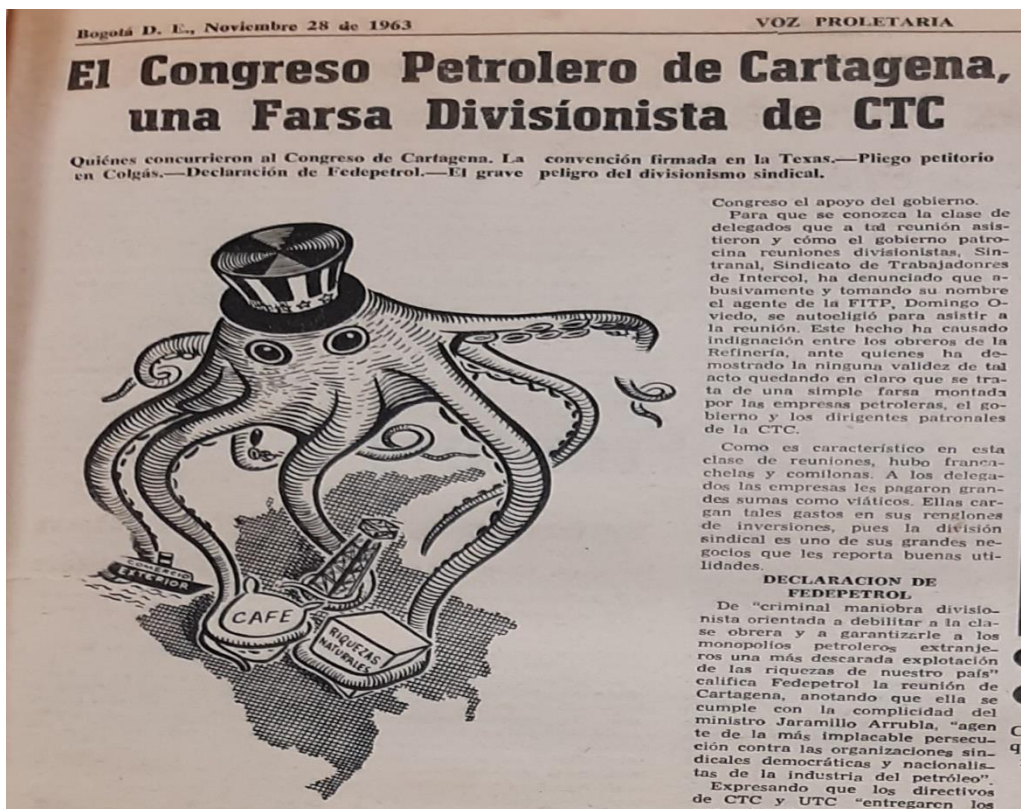 Bogotá D. E., Noviembre 28 de 1963
VOZ PROLETARIA
El Congreso Petrolero de Cartagena,
una Farsa Divisíonista de CTC
Quiénes concurrieron al Congreso de Cartagena. La convención firmada en la Texas.—Pliego petitorio
en Colgás.—Declaración de Fedepetrol.—El grave peligro del divisionismo sindical.
COMERCIO
EXTERIOR
CAFE
RIQUEZAS
NATURALES
Congreso el apoyo del gobierno.
Para que se conozca la clase de
delegados que a tal reunión asis-
tieron y cómo el gobierno patro-
cina reuniones divisionistas, Sin-
tranal, Sindicato de Trabajadonres
de Intercol, ha denunciado que a-
busivamente y tomando su nombre
el agente de la FITP, Domingo O-
viedo, se autoeligió para asistir a
la reunión. Este hecho ha causado
indignación entre los obreros de la
Refinería, ante quienes ha de-
mostrado la ninguna validez de tal
acto quedando en claro que se tra-
ta de una simple farsa montada
por las empresas petroleras, el go-
bierno y los dirigentes patronales
de la CTC.
Como es característico en esta
clase de reuniones, hubo franca-
chelas y comilonas. A los delega-
dos las empresas les pagaron gran-
des sumas como viáticos. Ellas car-
gan tales gastos en sus renglones
de inversiones, pues la división
sindical es uno de sus grandes ne-
gocios que les reporta buenas uti-
lidades.
DECLARACION DE
FEDEPETROL
De "criminal maniobra divisio-
nista orientada a debilitar a la cla-
se obrera y a garantizarle a los
monopolios petroleros extranje-
ros una más descarada explotación
de las riquezas de nuestro país"
califica Fedepetrol la reunión de
Cartagena, anotando que ella se
cumple con la complicidad del
ministro Jaramillo Arrubla, "agen
te de la más implacable persecu-
ción contra las organizaciones sin-
dicales democráticas y nacionalis-
tas de la industria del petróleo".
Expresando que los directivos
de CTC y UTC "entregaren los